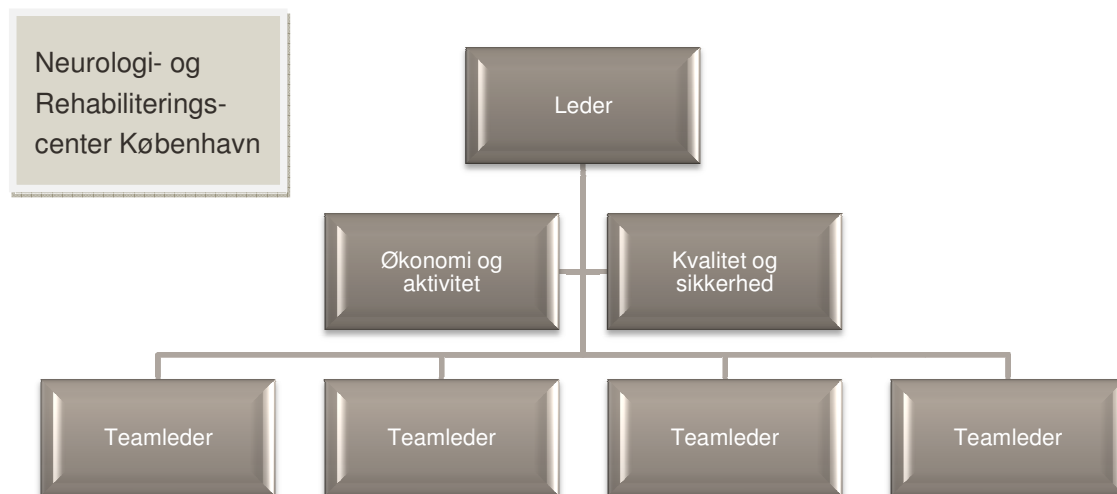 Neurologi- og
Rehabiliterings-
center København
Leder
Økonomi og
aktivitet
Kvalitet og
sikkerhed
Teamleder
Teamleder
Teamleder
Teamleder